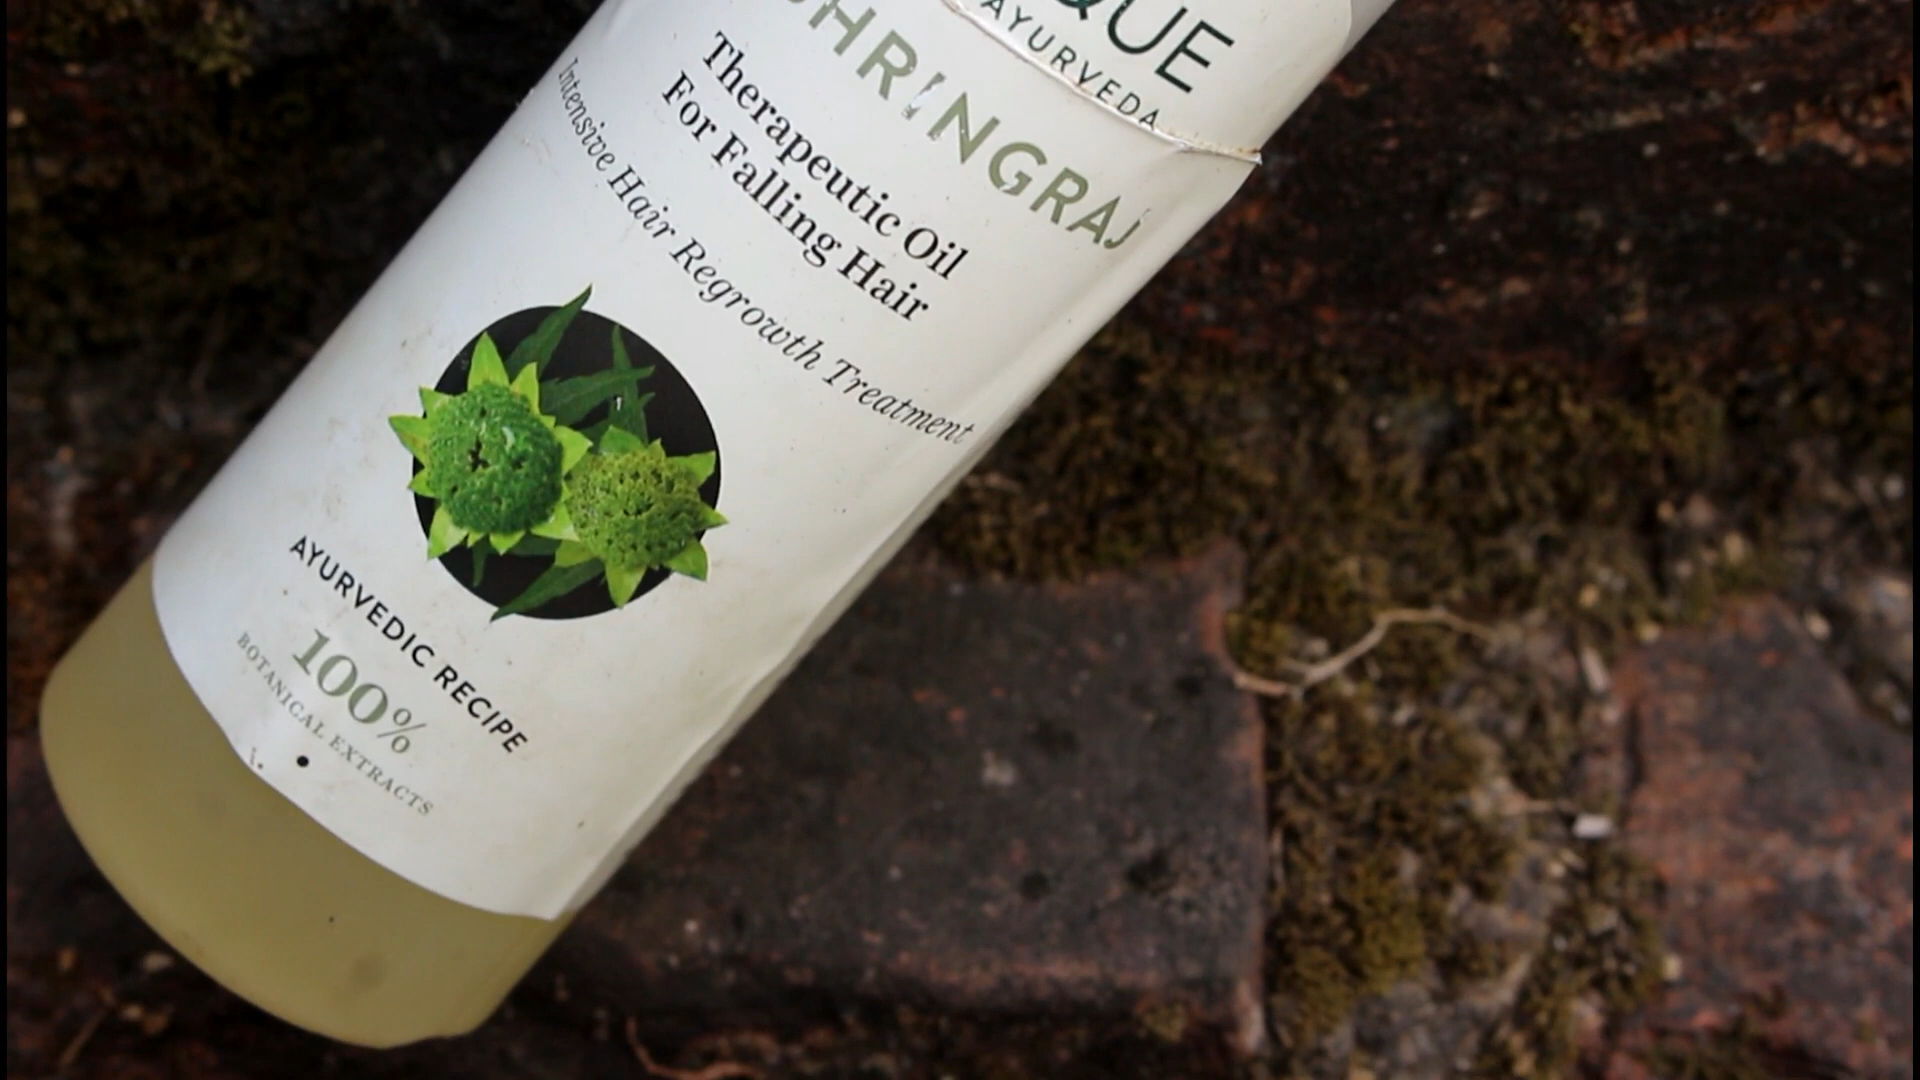 QUE
AYURVEDA
HRINGRAJ
Therapeutic Oil
For Falling Hair
Intensive Hair Regrowth Treatment
AYURVEDIC RECIPE
100%
BOTANICAL EXTRACTS